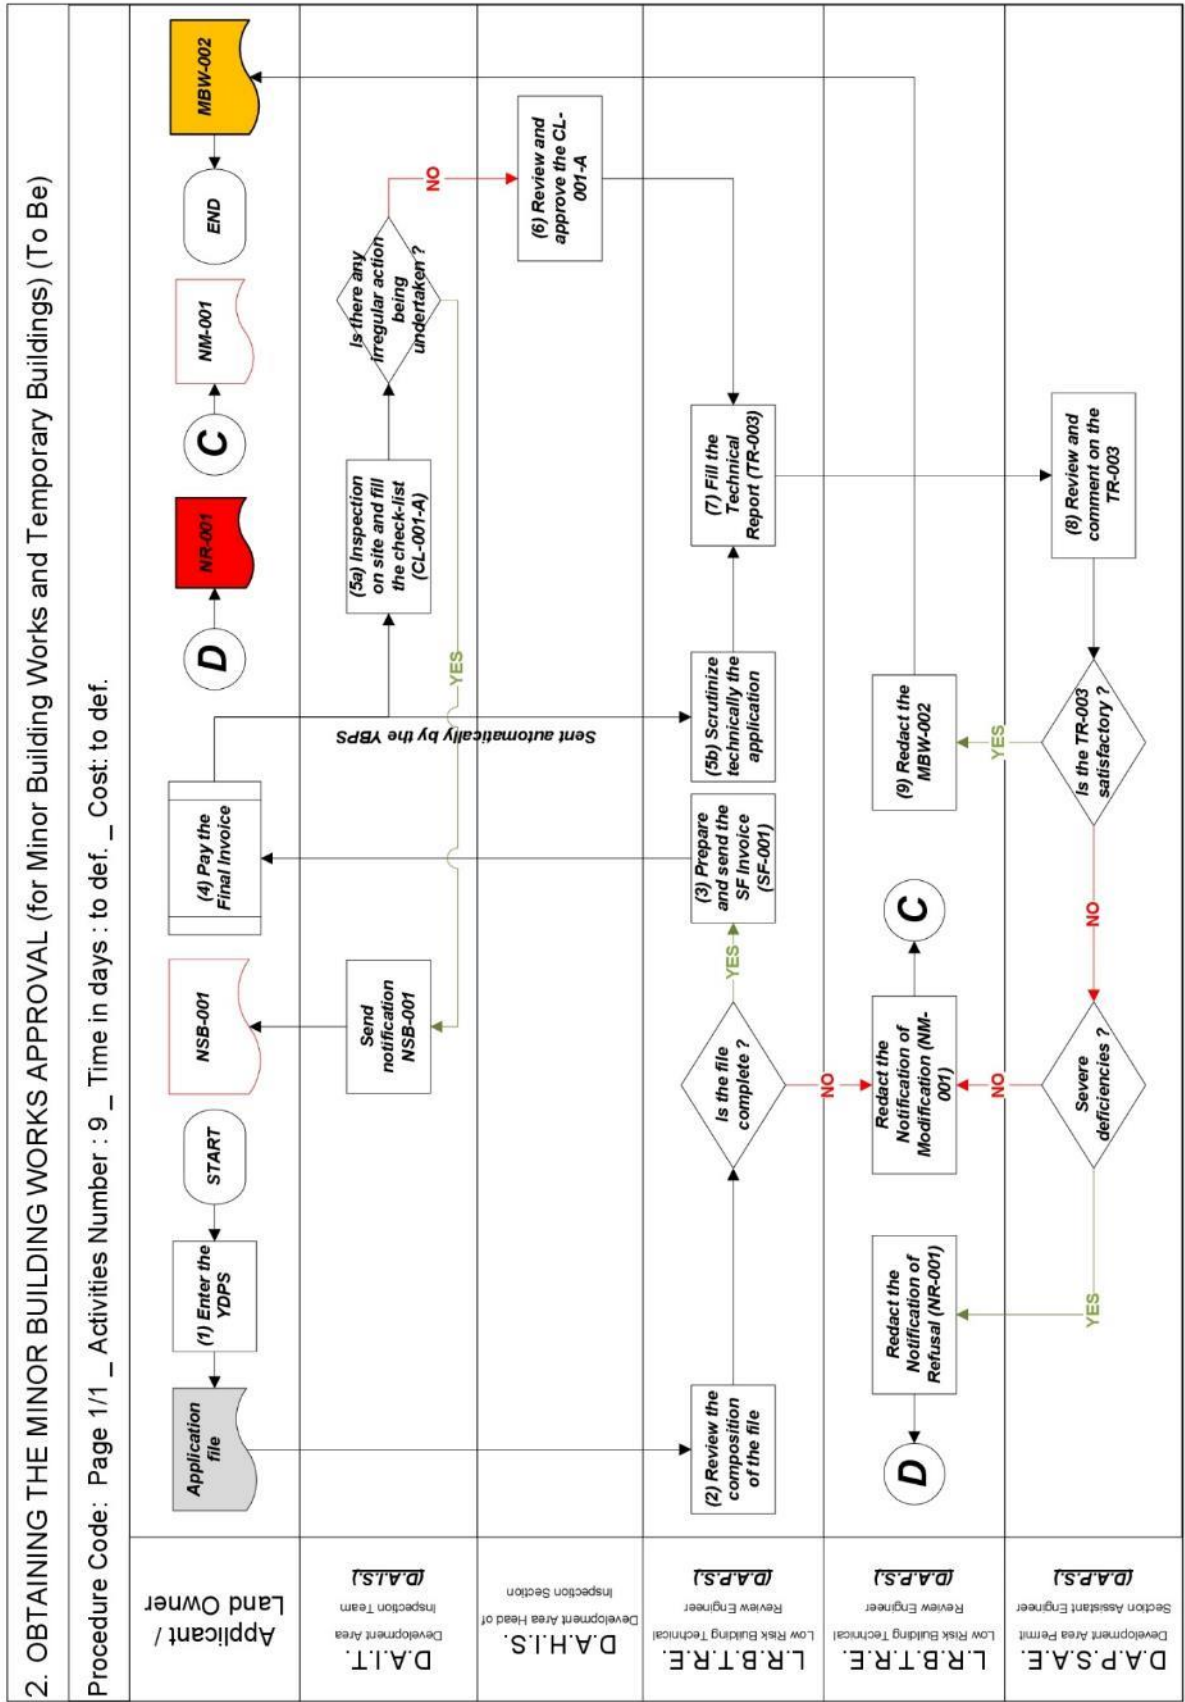 2. OBTAINING THE MINOR BUILDING WORKS APPROVAL (for Minor Building Works and Temporary Buildings) (To Be)
Procedure Code: Page 1/1 _ Activities Number : 9 _ Time in days : to def. _ Cost: to def.
Applicant /
Land Owner
Application
file
(1) Enter the
YDPS
START
NSB-001
(4) Pay the
Final Invoice
D
NR-001
C
NM-001
END
MBW-002
D.A.I.T.
Development Area
Inspection Team
(D.A.I.S.)
Send
notification
NSB-001
(5a) Inspection
on site and fill
the check-list
(CL-001-A)
Is there any
irregular action
being
undertaken ?
YES
NO
Sent automatically by the YBPS
D.A.H.I.S.
Development Area Head of
Inspection Section
(6) Review and
approve the CL-
001-A
L.R.B.T.R.E.
Low Risk Building Technical
Review Engineer
(D.A.P.S.)
(2) Review the
composition
of the file
Is the file
complete ?
YES
NO
(3) Prepare
and send the
SF Invoice
(SF-001)
(5b) Scrutinize
technically the
application
(7) Fill the
Technical
Report (TR-003)
L.R.B.T.R.E.
Low Risk Building Technical
Review Engineer
(D.A.P.S.)
D
Redact the
Notification of
Refusal (NR-001)
Redact the
Notification of
Modification (NM-
001)
C
(9) Redact the
MBW-002
D.A.P.S.A.E.
Development Area Permit
Section Assistant Engineer
(D.A.P.S.)
YES
NO
Severe
deficiencies ?
NO
YES
Is the TR-003
satisfactory ?
(8) Review and
comment on the
TR-003